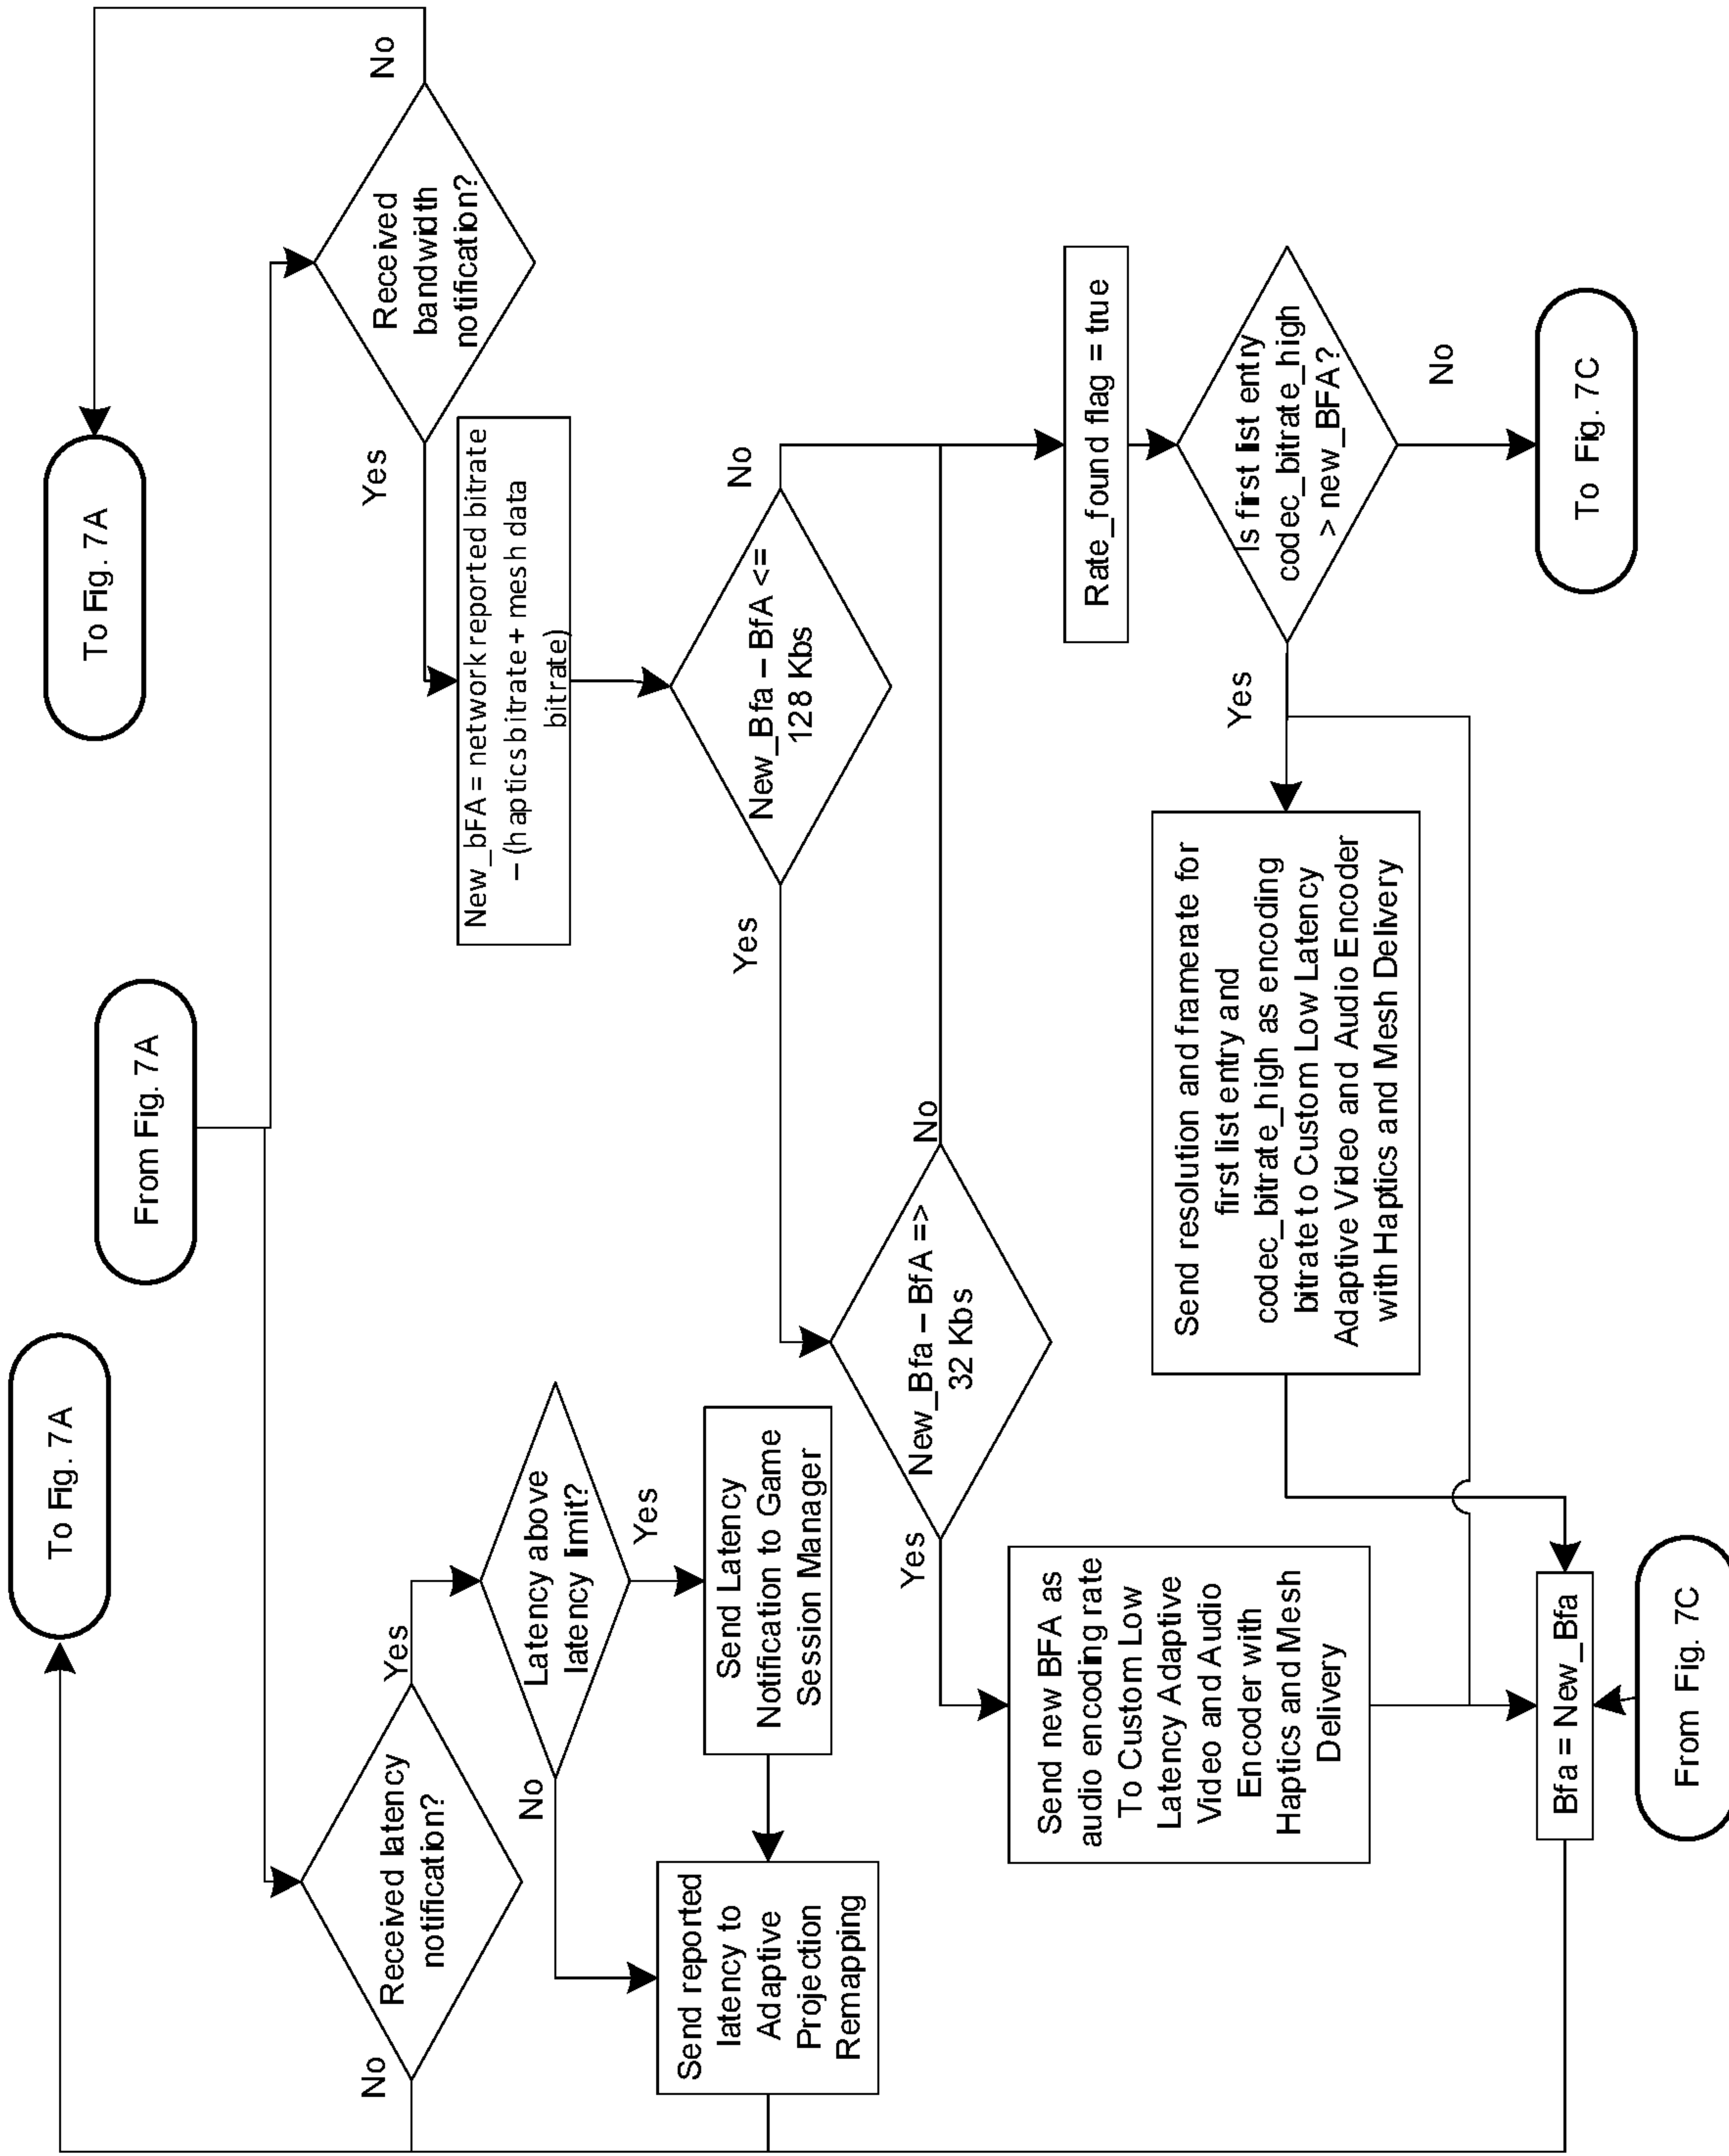 To Fig. 7A
From Fig. 7A
To Fig. 7A
Received latency
notification?
No
Yes
Latency above
latency limit?
No
Yes
Send Latency
Notification to Game
Session Manager
Send reported
latency to
Adaptive
Projection
Remapping
Received
bandwidth
notification?
No
Yes
New_bFA = network reported bitrate
– (haptics bitrate + mesh data
bitrate)
New_Bfa – BfA <=
128 Kbs
No
Yes
New_Bfa – BfA =>
32 Kbs
No
Yes
Send new BFA as
audio encoding rate
To Custom Low
Latency Adaptive
Video and Audio
Encoder with
Haptics and Mesh
Delivery
Rate_found flag = true
Is first list entry
codec_bitrate_high
> new_BFA?
Yes
No
Send resolution and framerate for
first list entry and
codec_bitrate_high as encoding
bitrate to Custom Low Latency
Adaptive Video and Audio Encoder
with Haptics and Mesh Delivery
Bfa = New_Bfa
From Fig. 7C
To Fig. 7C